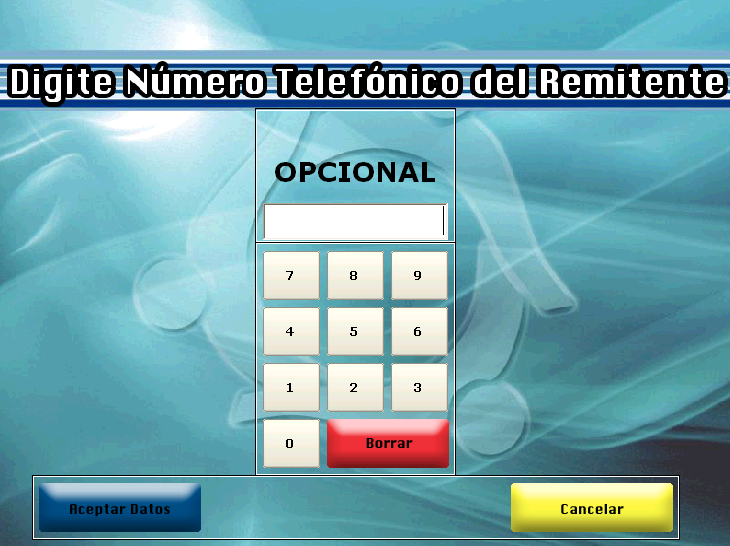 Digite Número Telefónico del Remitente
OPCIONAL
7 8 9
4 5 6
1 2 3
0 Borrar
Aceptar Datos Cancelar